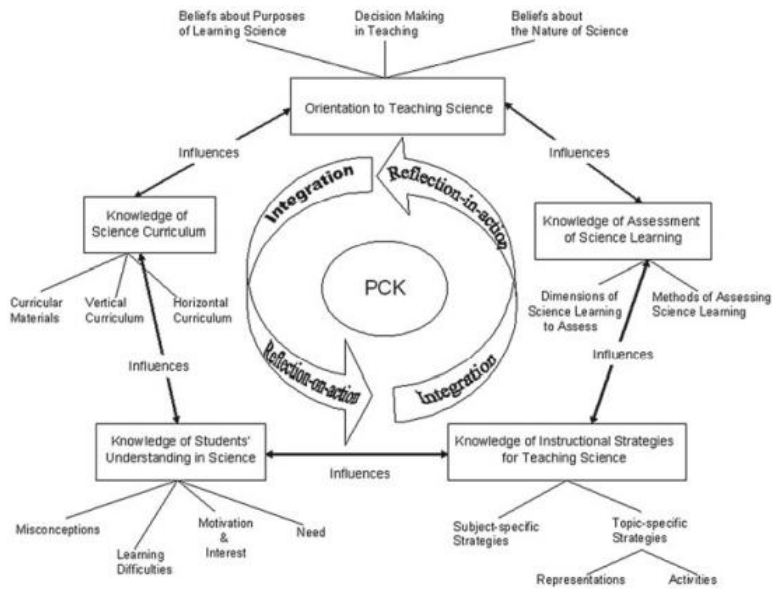 Beliefs about Purposes
of Learning Science
Decision Making
in Teaching
Beliefs about
the Nature of Science
Orientation to Teaching Science
Influences
Influences
Integration
Reflection-in-action
Knowledge of
Science Curriculum
Knowledge of Assessment
of Science Learning
PCK
Curricular
Materials
Vertical
Curriculum
Horizontal
Curriculum
Dimensions of
Science Learning
to Assess
Methods of Assessing
Science Learning
Reflection-on-action
Integration
Influences
Influences
Knowledge of Students'
Understanding in Science
Influences
Knowledge of Instructional Strategies
for Teaching Science
Misconceptions
Learning
Difficulties
Motivation
&
Interest
Need
Subject-specific
Strategies
Topic-specific
Strategies
Representations
Activities